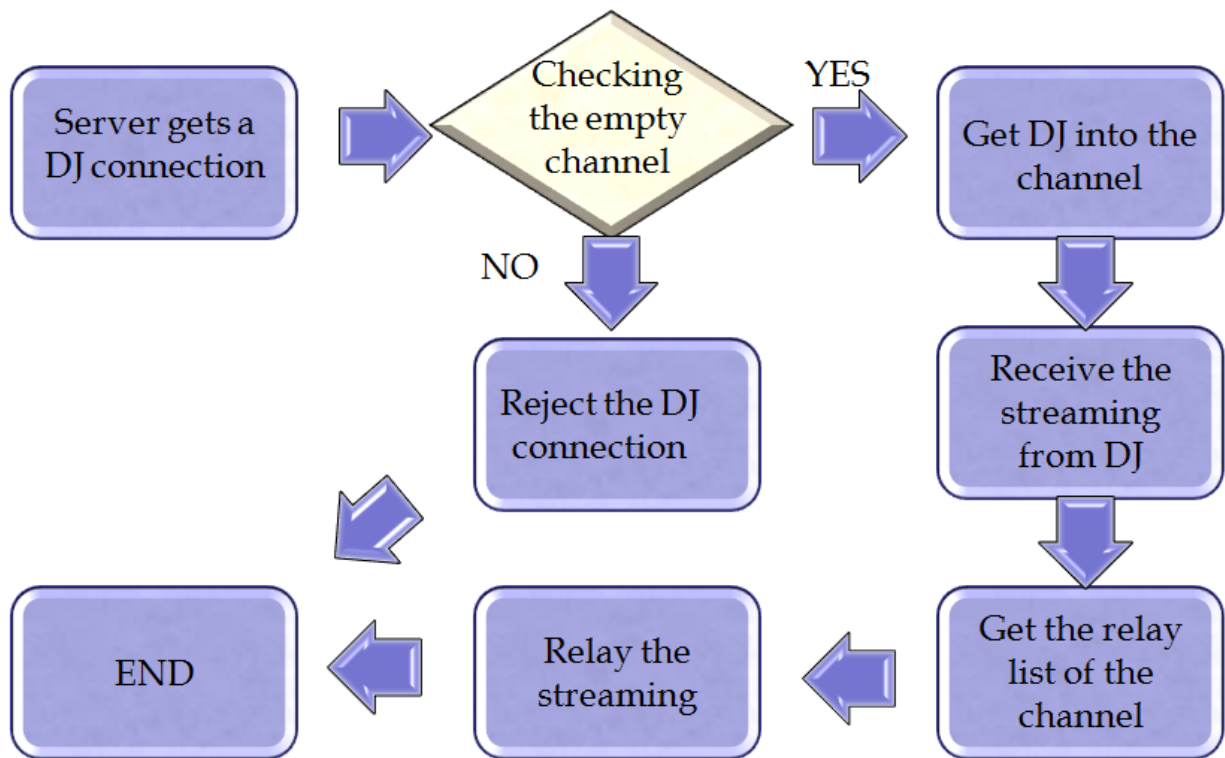 Server gets a
DJ connection
Checking
the empty
channel
YES
Get DJ into the
channel
NO
Reject the DJ
connection
Receive the
streaming
from DJ
END
Relay the
streaming
Get the relay
list of the
channel